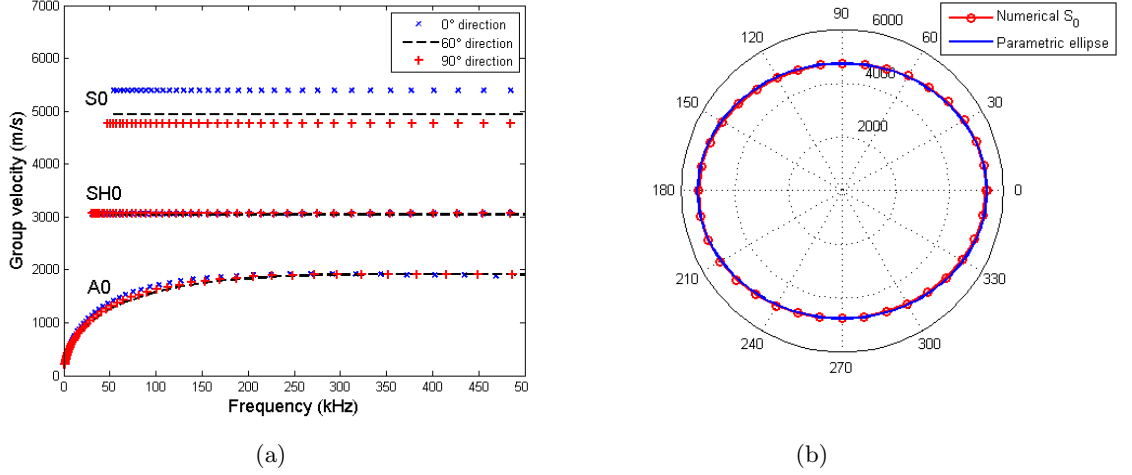 7000
6000
5000
4000
3000
2000
1000
0
Group velocity (m/s)
× 0° direction
60° direction
+ 90° direction
S0
SH0
A0
0 50 100 150 200 250 300 350 400 450 500
Frequency (kHz)
(a)
Numerical S0
Parametric ellipse
90
6000
120
60
4000
150
30
2000
180
0
210
330
240
300
270
(b)